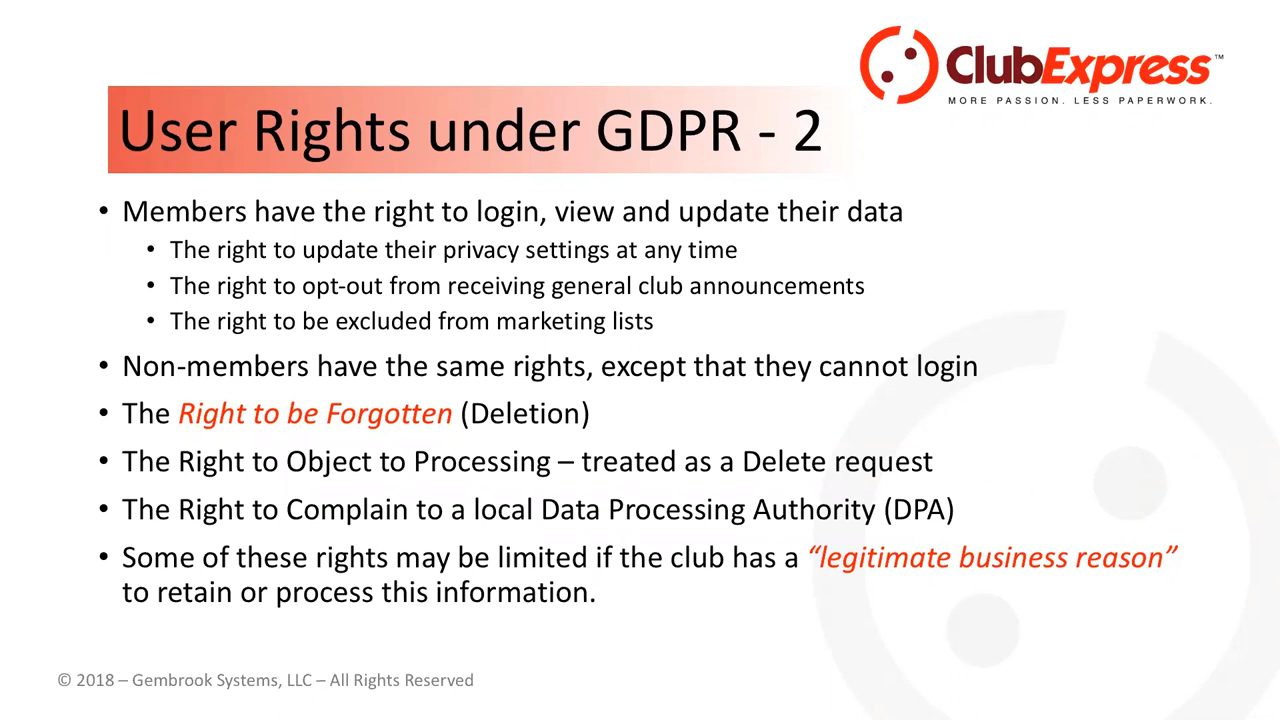 ClubExpress™
MORE PASSION. LESS PAPERWORK.
User Rights under GDPR - 2
• Members have the right to login, view and update their data
• The right to update their privacy settings at any time
• The right to opt-out from receiving general club announcements
• The right to be excluded from marketing lists
• Non-members have the same rights, except that they cannot login
• The Right to be Forgotten (Deletion)
• The Right to Object to Processing – treated as a Delete request
• The Right to Complain to a local Data Processing Authority (DPA)
• Some of these rights may be limited if the club has a “legitimate business reason”
to retain or process this information.
© 2018 – Gembrook Systems, LLC – All Rights Reserved